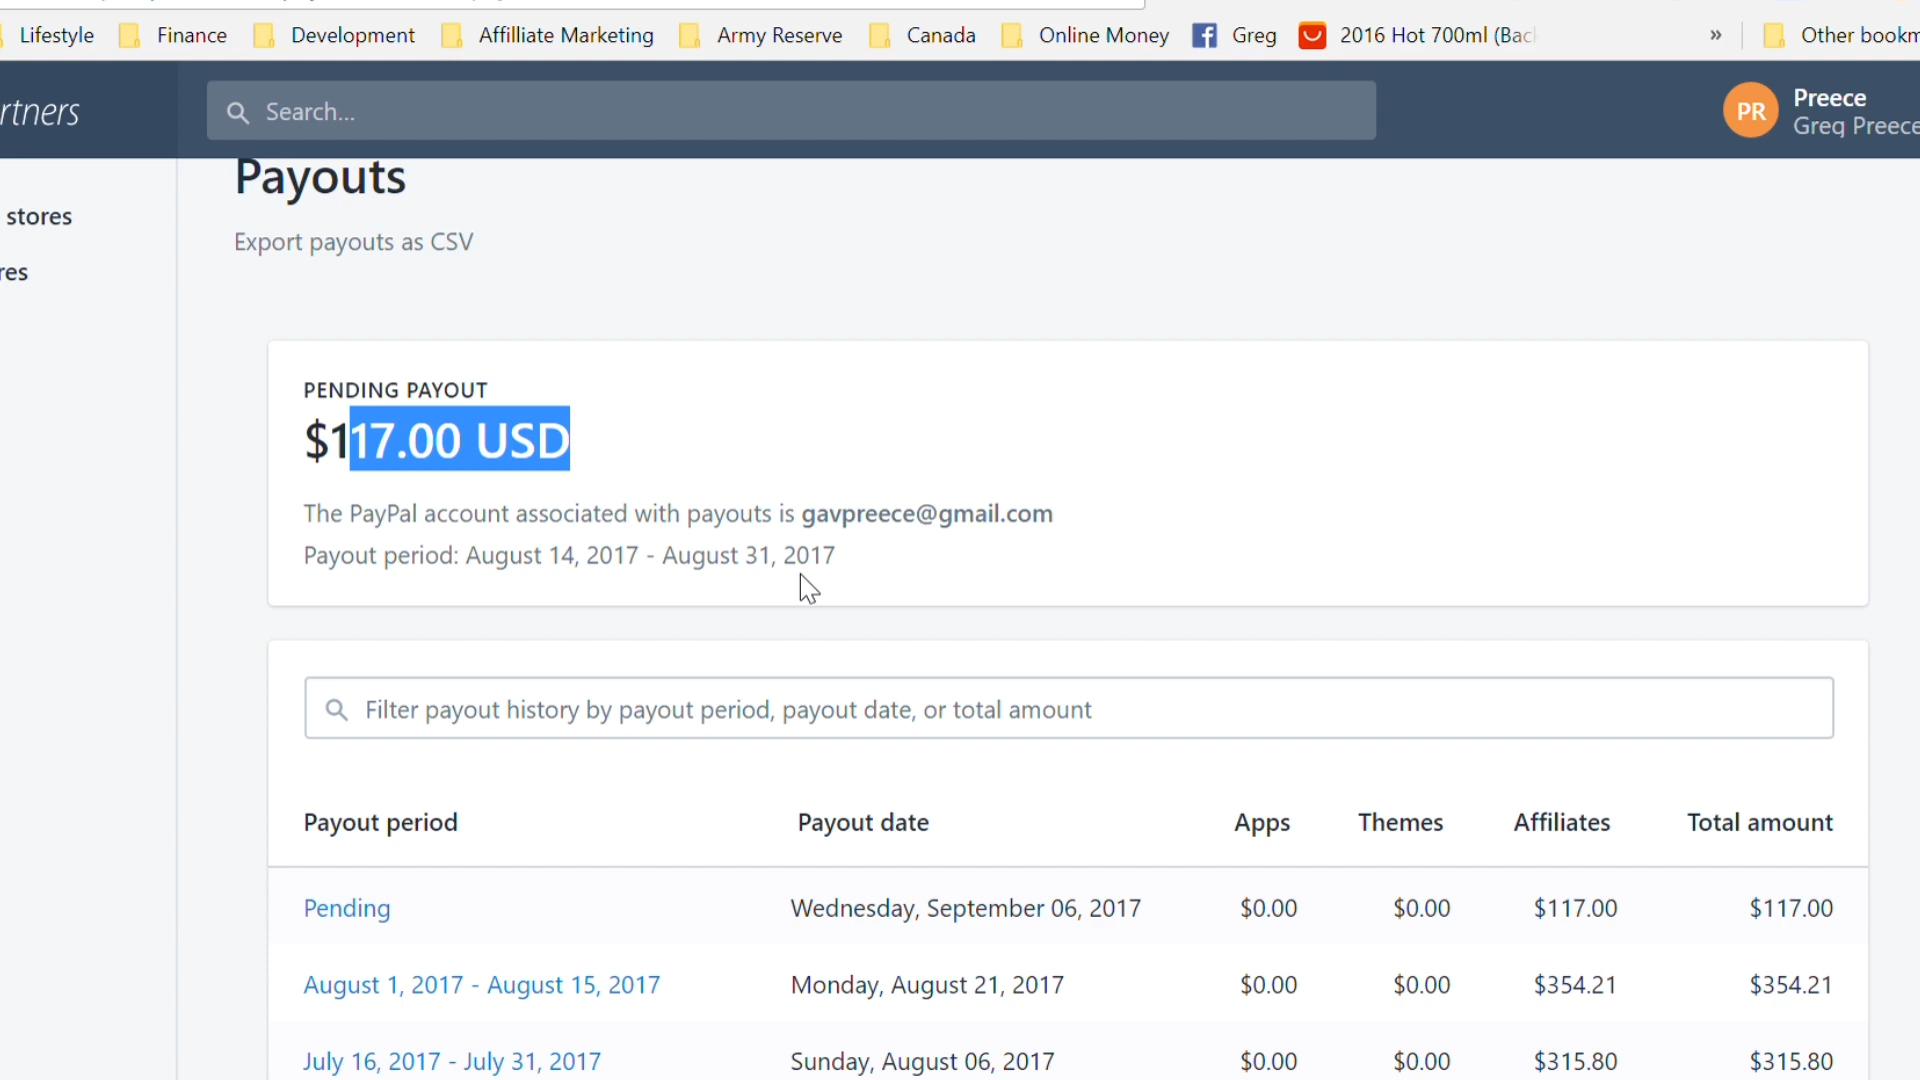 Lifestyle Finance Development Affilliate Marketing Army Reserve Canada Online Money Greg 2016 Hot 700ml (Bac » Other bookm
rtners Search... PR Preece
Greg Preece
Payouts
stores
Export payouts as CSV
res
PENDING PAYOUT
$117.00 USD
The PayPal account associated with payouts is gavpreece@gmail.com
Payout period: August 14, 2017 - August 31, 2017
Filter payout history by payout period, payout date, or total amount
Payout period Payout date Apps Themes Affiliates Total amount
Pending Wednesday, September 06, 2017 $0.00 $0.00 $117.00 $117.00
August 1, 2017 - August 15, 2017 Monday, August 21, 2017 $0.00 $0.00 $354.21 $354.21
July 16, 2017 - July 31, 2017 Sunday, August 06, 2017 $0.00 $0.00 $315.80 $315.80